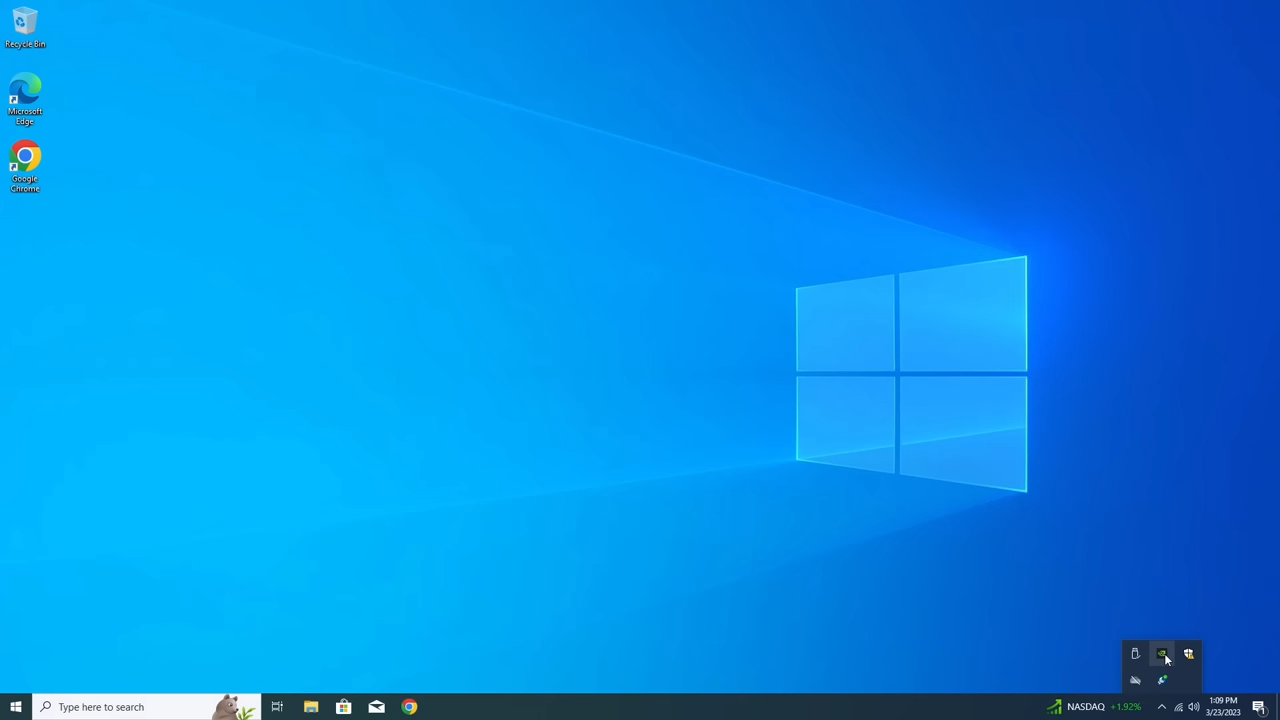 Recycle Bin
Microsoft
Edge
Google
Chrome
Type here to search
NASDAQ +1.92%
1:09 PM
3/23/2023
1